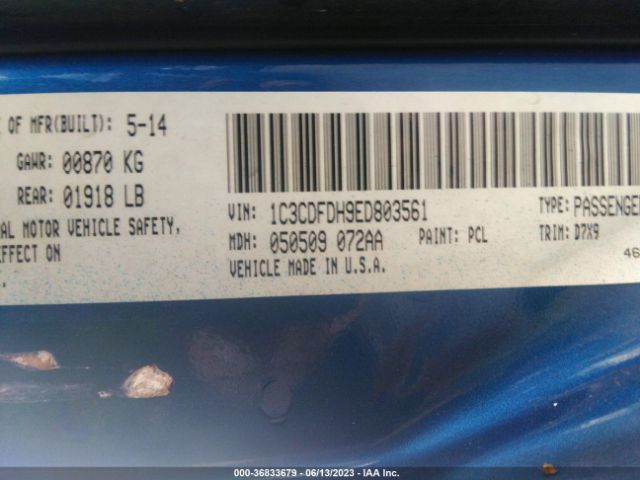 OF MFR(BUILT): 5-14
GAWR: 00870 KG
REAR: 01918 LB
AL MOTOR VEHICLE SAFETY,
EFFECT ON
VIN: 1C3CDFDH9ED803561
TYPE: PASSENGE
MDH: 050509 072AA
PAINT: PCL
TRIM: D7X9
VEHICLE MADE IN U.S.A.
46
000-36833679 - 06/13/2023 - IAA Inc.